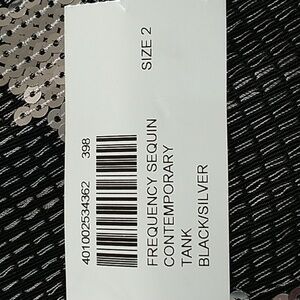 401002534362 398
FREQUENCY SEQUIN SIZE 2
CONTEMPORARY
TANK
BLACK/SILVER